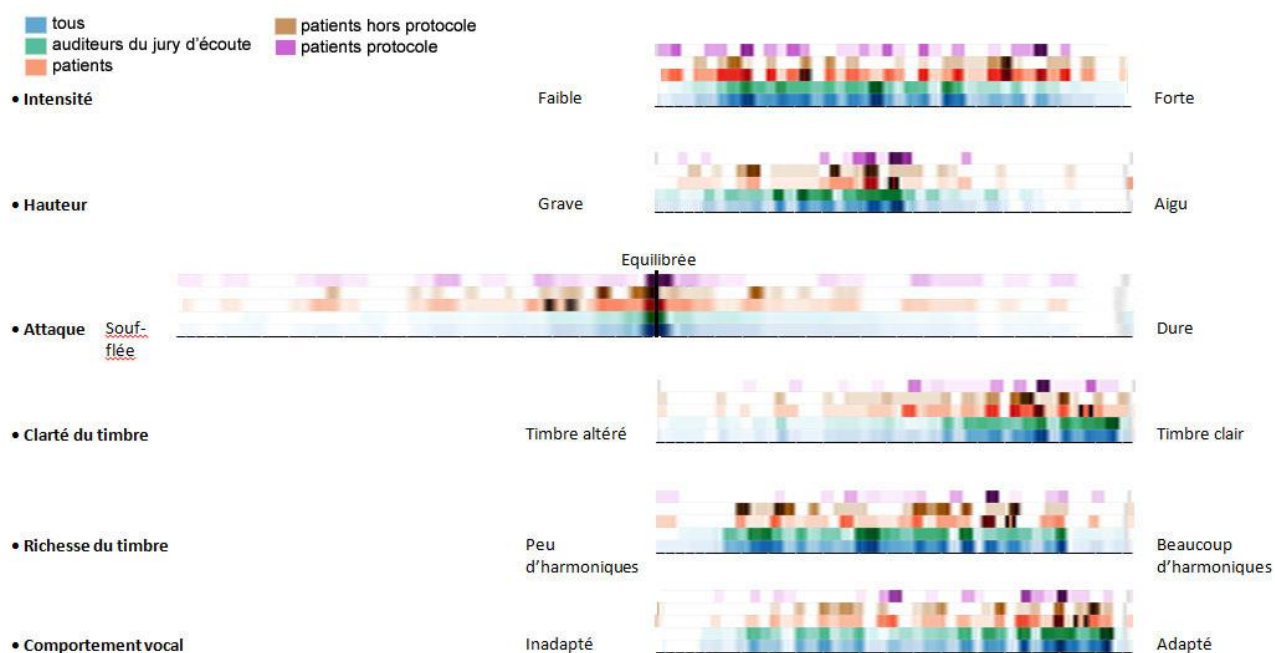 tous
auditeurs du jury d'écoute
patients
patients hors protocole
patients protocole
• Intensité Faible Forte
• Hauteur Grave Aigu
Equilibrée
• Attaque Souf-
flée Dure
• Clarté du timbre Timbre altéré Timbre clair
• Richesse du timbre Peu
d'harmoniques Beaucoup
d'harmoniques
• Comportement vocal Inadapté Adapté